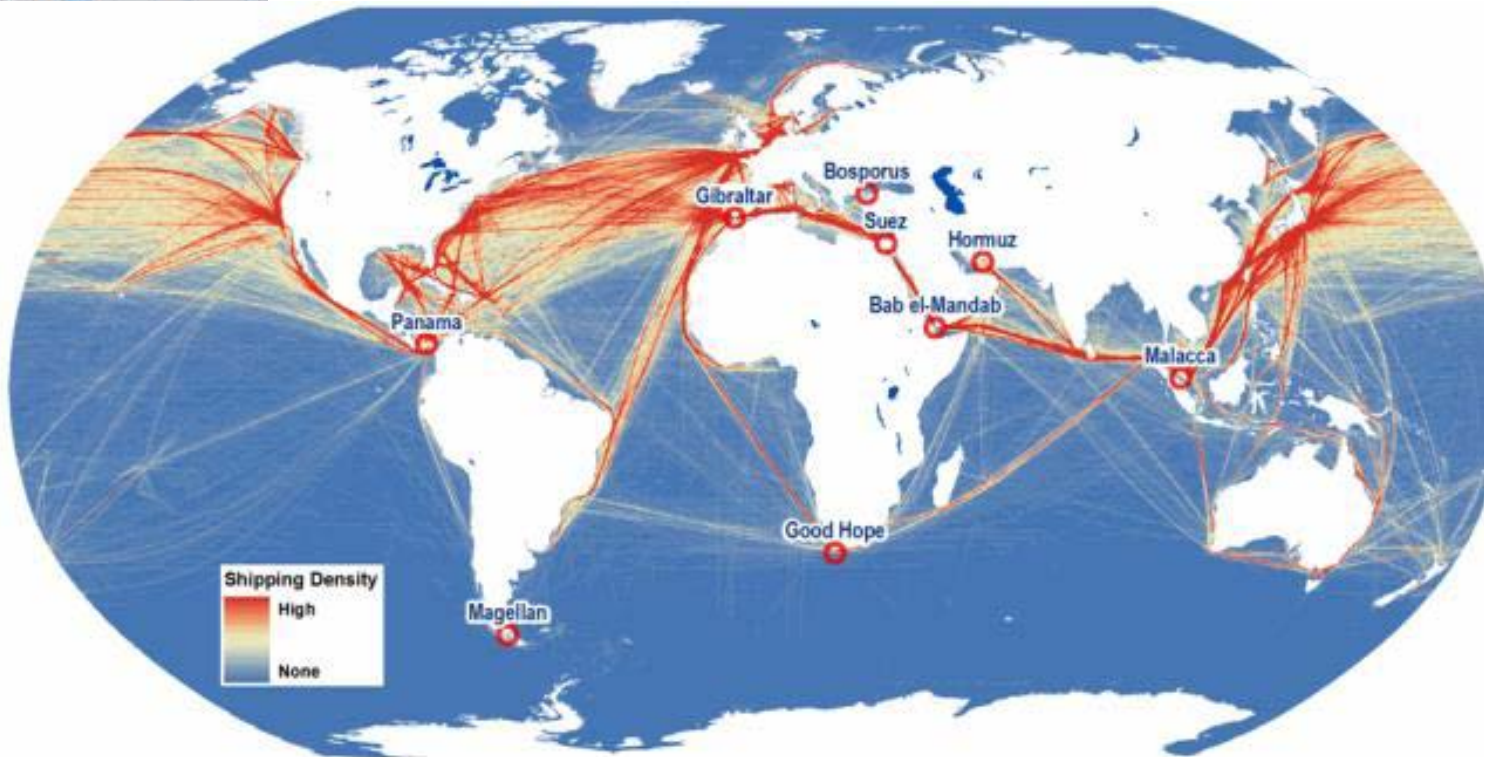 Bosporus
Gibraltar
Suez
Hormuz
Bab el-Mandab
Panama
Malacca
Good Hope
Shipping Density
High
None
Magellan